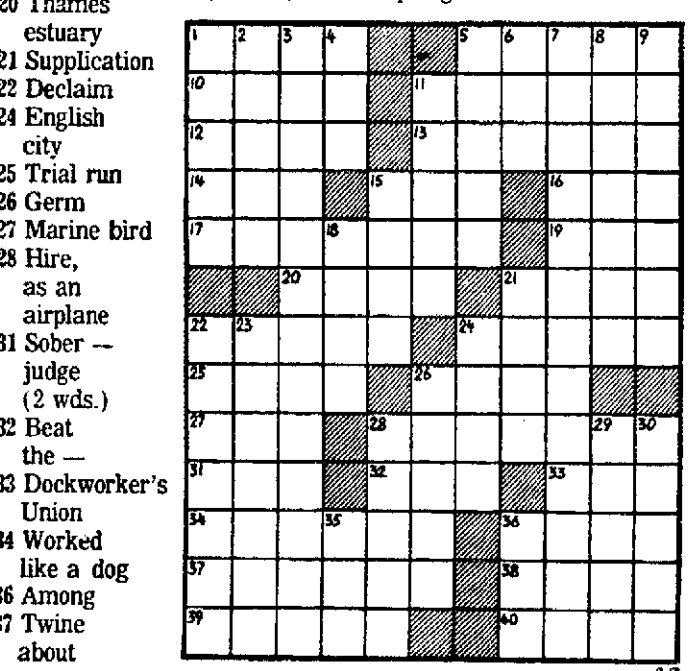 20 Thames
estuary
21 Supplication
22 Declaim
24 English
city
25 Trial run
26 Germ
27 Marine bird
28 Hire,
as an
airplane
31 Sober —
judge
(2 wds.)
32 Beat
the —
33 Dockworker's
Union
34 Worked
like a dog
36 Among
37 Twine
about
1 2 3 4 5 6 7 8 9
10 11
12 13
14 15 16
17 18 19
20 21
22 23 24
25 26
27 28 29 30
31 32 33
34 35 36
37 38
39 40